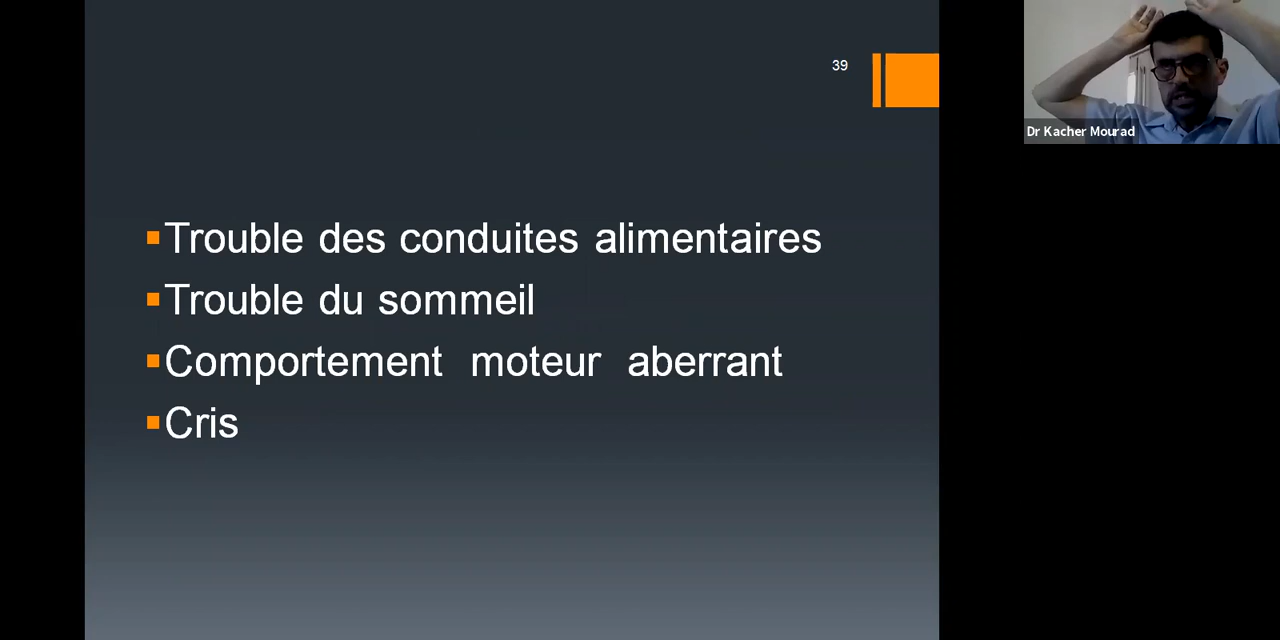 39
Dr Kacher Mourad
Trouble des conduites alimentaires
Trouble du sommeil
Comportement moteur aberrant
Cris